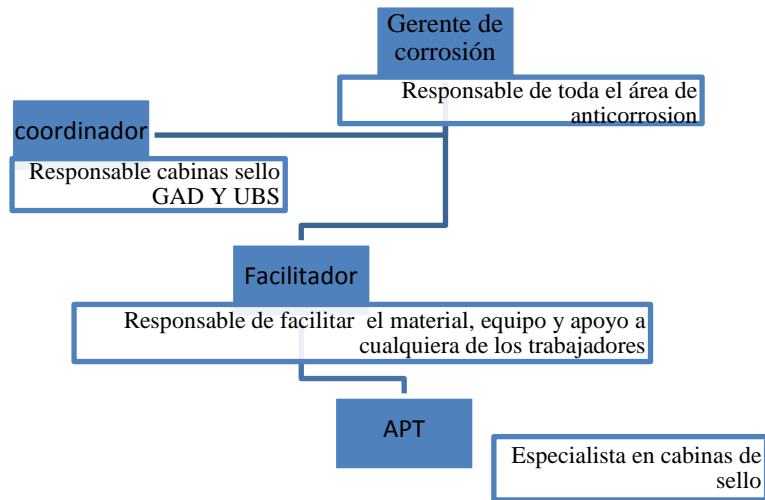 Gerente de
corrosión
Responsable de toda el área de
anticorrosion
coordinador
Responsable cabinas sello
GAD Y UBS
Facilitador
Responsable de facilitar el material, equipo y apoyo a
cualquiera de los trabajadores
APT
Especialista en cabinas de
sello